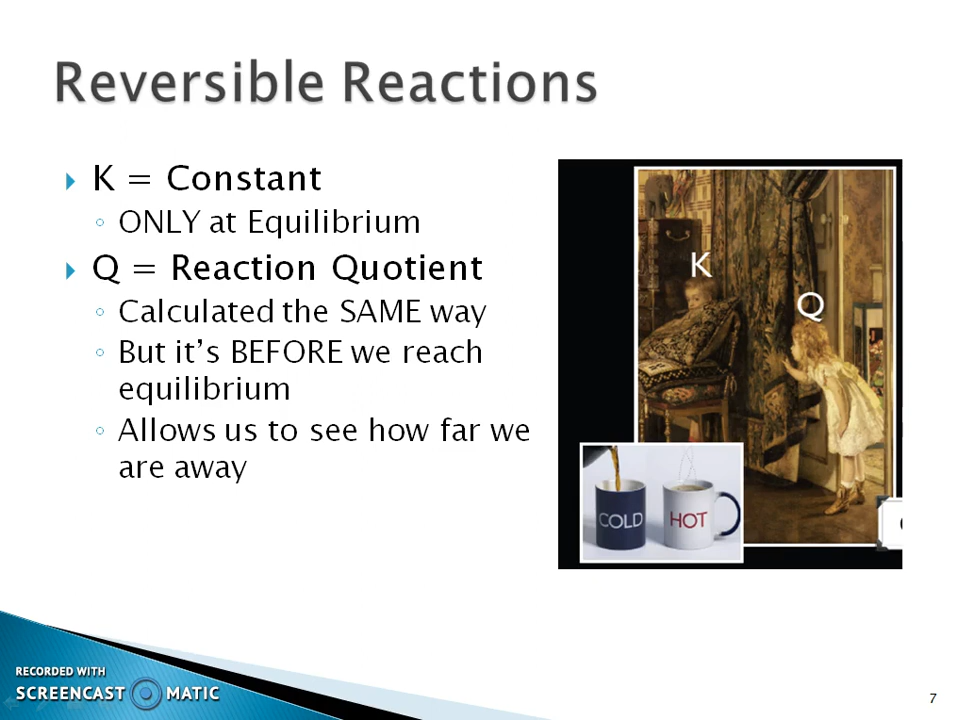 Reversible Reactions
K = Constant
ONLY at Equilibrium
Q = Reaction Quotient
Calculated the SAME way
But it's BEFORE we reach
equilibrium
Allows us to see how far we
are away
K
Q
COLD
HOT
RECORDED WITH
SCREENCAST MATIC
7